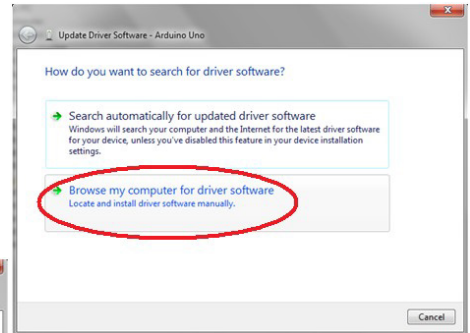 Update Driver Software - Arduino Uno
How do you want to search for driver software?
Search automatically for updated driver software
Windows will search your computer and the Internet for the latest driver software
for your device, unless you've disabled this feature in your device installation
settings.
Browse my computer for driver software
Locate and install driver software manually.
Cancel